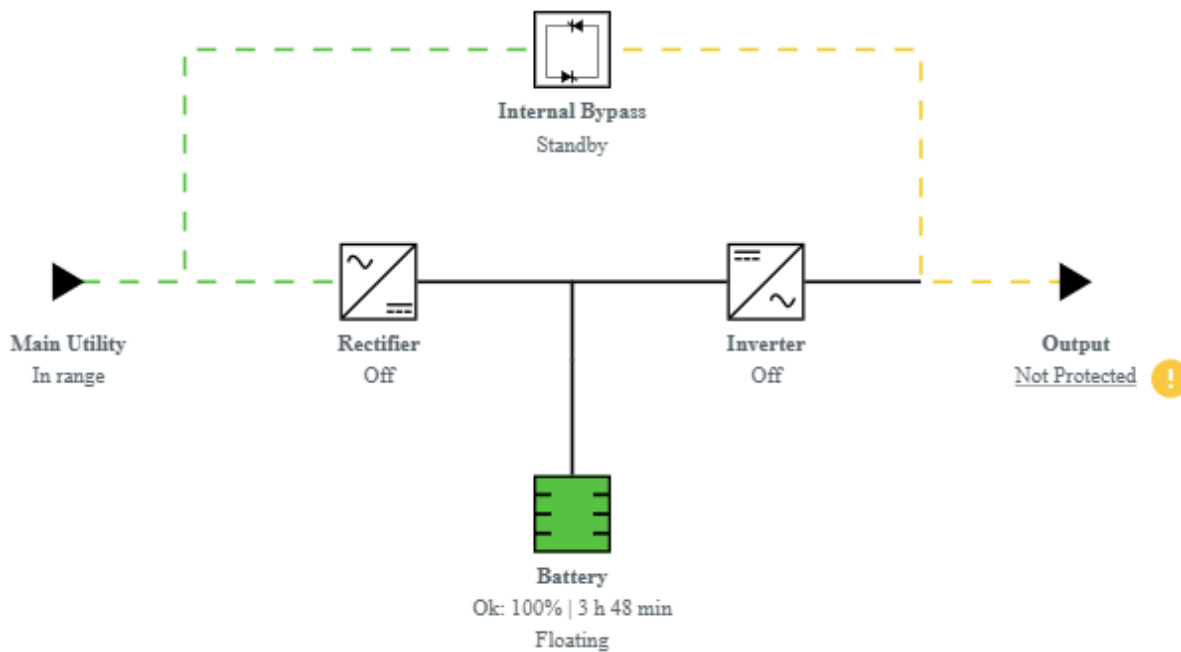 Internal Bypass
Standby
Main Utility
In range
Rectifier
Off
Inverter
Off
Output
Not Protected
!
Battery
Ok: 100% | 3 h 48 min
Floating